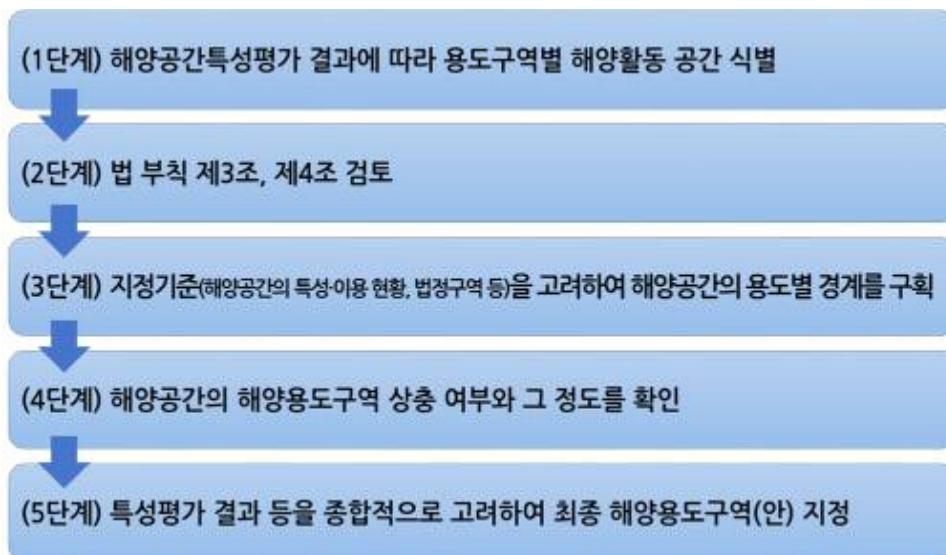 (1단계) 해양공간특성평가 결과에 따라 용도구역별 해양활동 공간 식별
(2단계) 법 부칙 제3조, 제4조 검토
(3단계) 지정기준(해양공간의 특성·이용 현황, 법정구역 등)을 고려하여 해양공간의 용도별 경계를 구획
(4단계) 해양공간의 해양용도구역 상충 여부와 그 정도를 확인
(5단계) 특성평가 결과 등을 종합적으로 고려하여 최종 해양용도구역(안) 지정